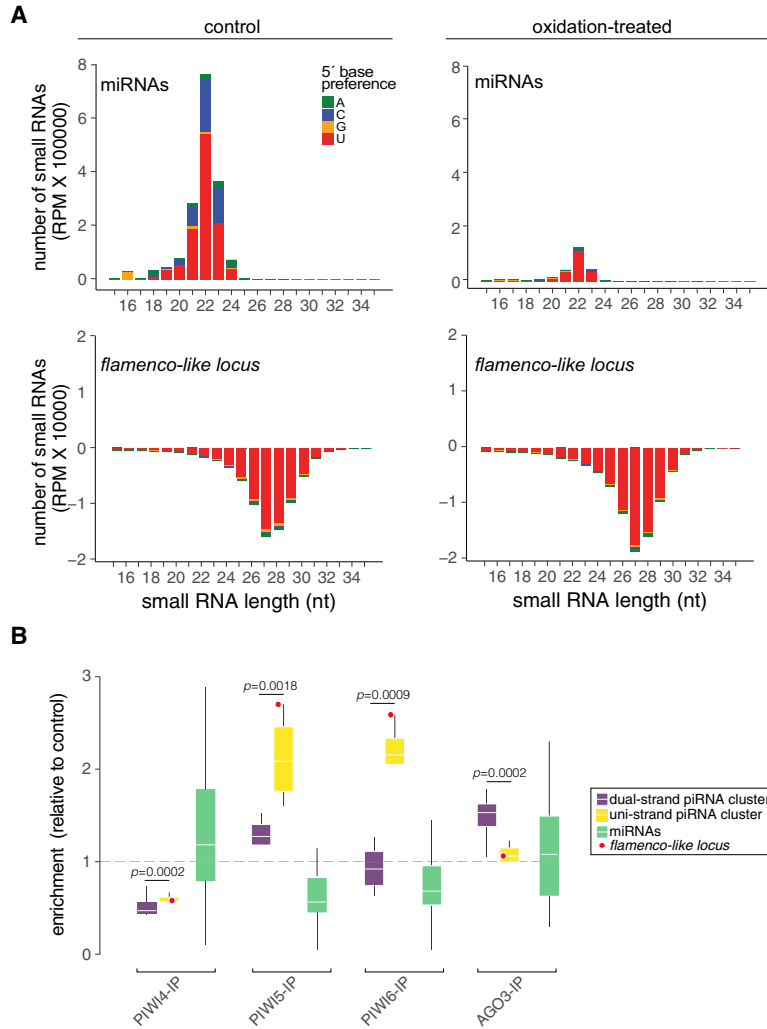 A
control
oxidation-treated
number of small RNAs
(RPM X 100000)
8
6
4
2
0
miRNAs
5´ base
preference
A
C
G
U
16 18 20 22 24 26 28 30 32 34
8
6
4
2
0
miRNAs
16 18 20 22 24 26 28 30 32 34
number of small RNAs
(RPM X 10000)
2
1
0
−1
−2
flamenco-like locus
16 18 20 22 24 26 28 30 32 34
small RNA length (nt)
2
1
0
−1
−2
flamenco-like locus
16 18 20 22 24 26 28 30 32 34
small RNA length (nt)
B
enrichment (relative to control)
3
2
1
0
p=0.0002
p=0.0018
p=0.0009
p=0.0002
PIWI4-IP
PIWI5-IP
PIWI6-IP
AGO3-IP
dual-strand piRNA cluster
uni-strand piRNA cluster
miRNAs
flamenco-like locus